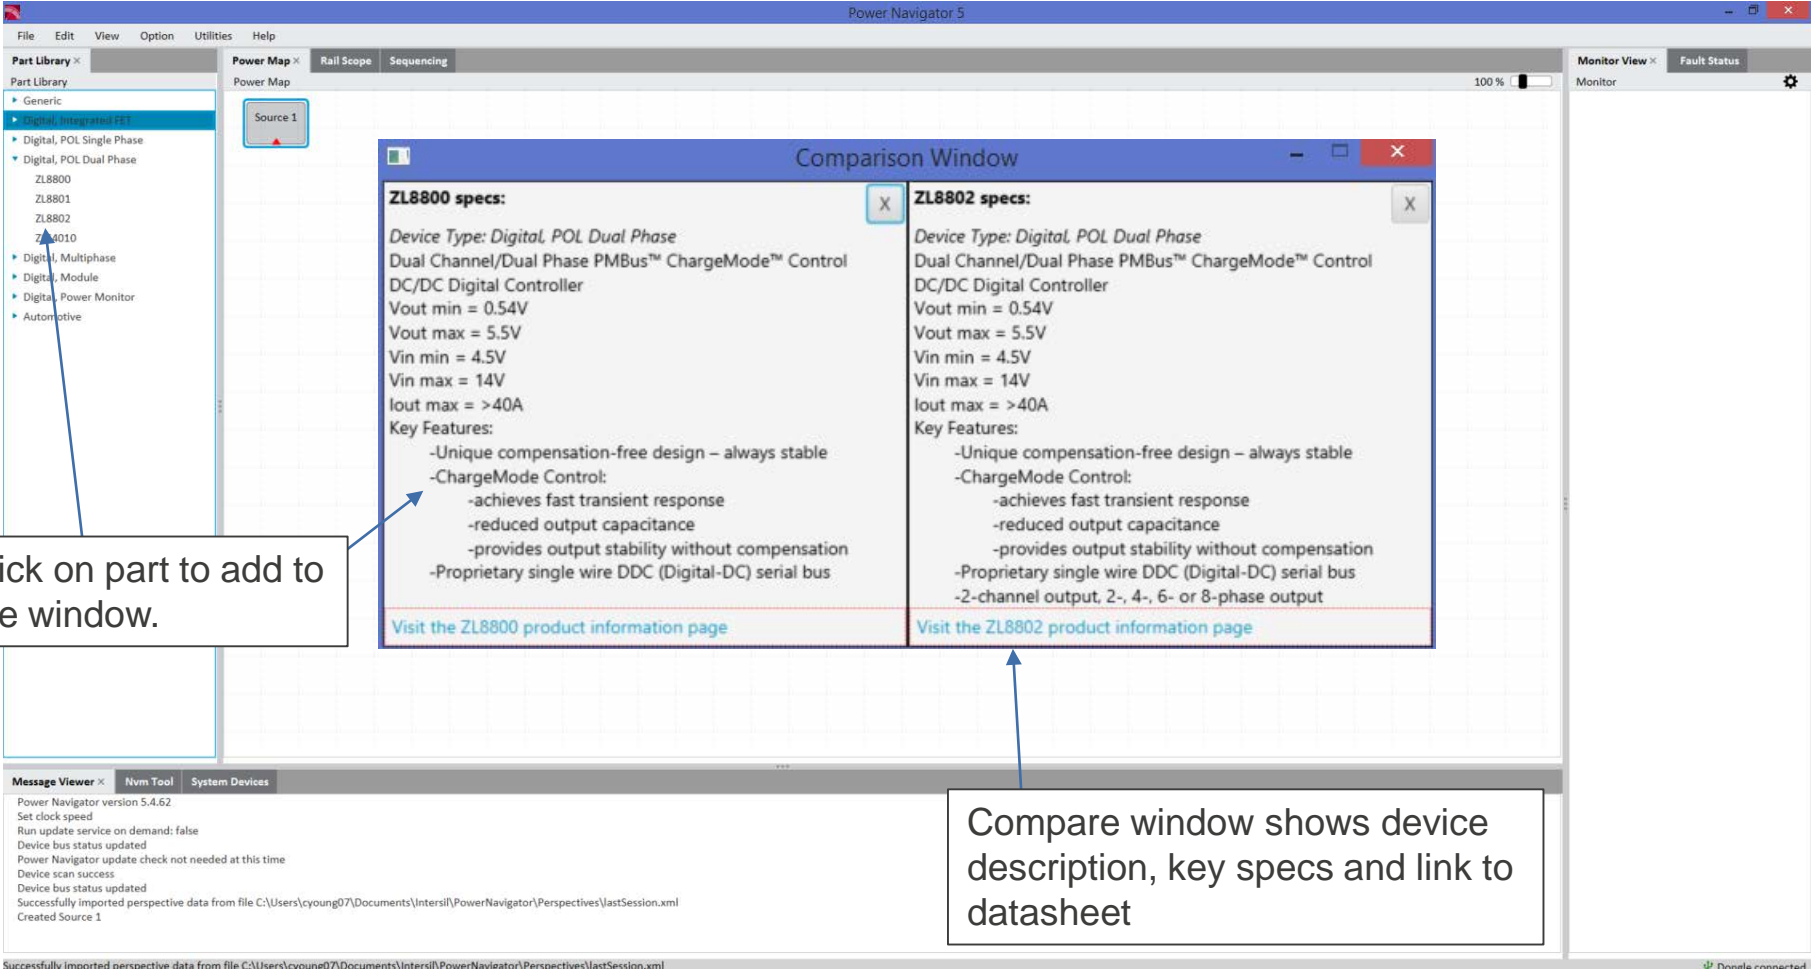 Power Navigator 5
File Edit View Option Utilities Help
Part Library ×
Part Library
Generic
Digital, Integrated FET
Digital, POL Single Phase
Digital, POL Dual Phase
ZL8800
ZL8801
ZL8802
4010
Digital, Multiphase
Digital, Module
Digital, Power Monitor
Automotive
Power Map × Rail Scope Sequencing
Power Map 100 %
Source 1
Comparison Window
ZL8800 specs: X
Device Type: Digital, POL Dual Phase
Dual Channel/Dual Phase PMBus™ ChargeMode™ Control
DC/DC Digital Controller
Vout min = 0.54V
Vout max = 5.5V
Vin min = 4.5V
Vin max = 14V
Iout max = >40A
Key Features:
-Unique compensation-free design – always stable
-ChargeMode Control:
-achieves fast transient response
-reduced output capacitance
-provides output stability without compensation
-Proprietary single wire DDC (Digital-DC) serial bus
Visit the ZL8800 product information page
ZL8802 specs: X
Device Type: Digital, POL Dual Phase
Dual Channel/Dual Phase PMBus™ ChargeMode™ Control
DC/DC Digital Controller
Vout min = 0.54V
Vout max = 5.5V
Vin min = 4.5V
Vin max = 14V
Iout max = >40A
Key Features:
-Unique compensation-free design – always stable
-ChargeMode Control:
-achieves fast transient response
-reduced output capacitance
-provides output stability without compensation
-Proprietary single wire DDC (Digital-DC) serial bus
-2-channel output, 2-, 4-, 6- or 8-phase output
Visit the ZL8802 product information page
ick on part to add to
e window.
Monitor View × Fault Status
Monitor
Message Viewer × Nvm Tool System Devices
Power Navigator version 5.4.62
Set clock speed
Run update service on demand: false
Device bus status updated
Power Navigator update check not needed at this time
Device scan success
Device bus status updated
Successfully imported perspective data from file C:\Users\cyoung07\Documents\Intersil\PowerNavigator\Perspectives\lastSession.xml
Created Source 1
Compare window shows device
description, key specs and link to
datasheet
Successfully imported perspective data from file C:\Users\cyoung07\Documents\Intersil\PowerNavigator\Perspectives\lastSession.xml
Dongle connected